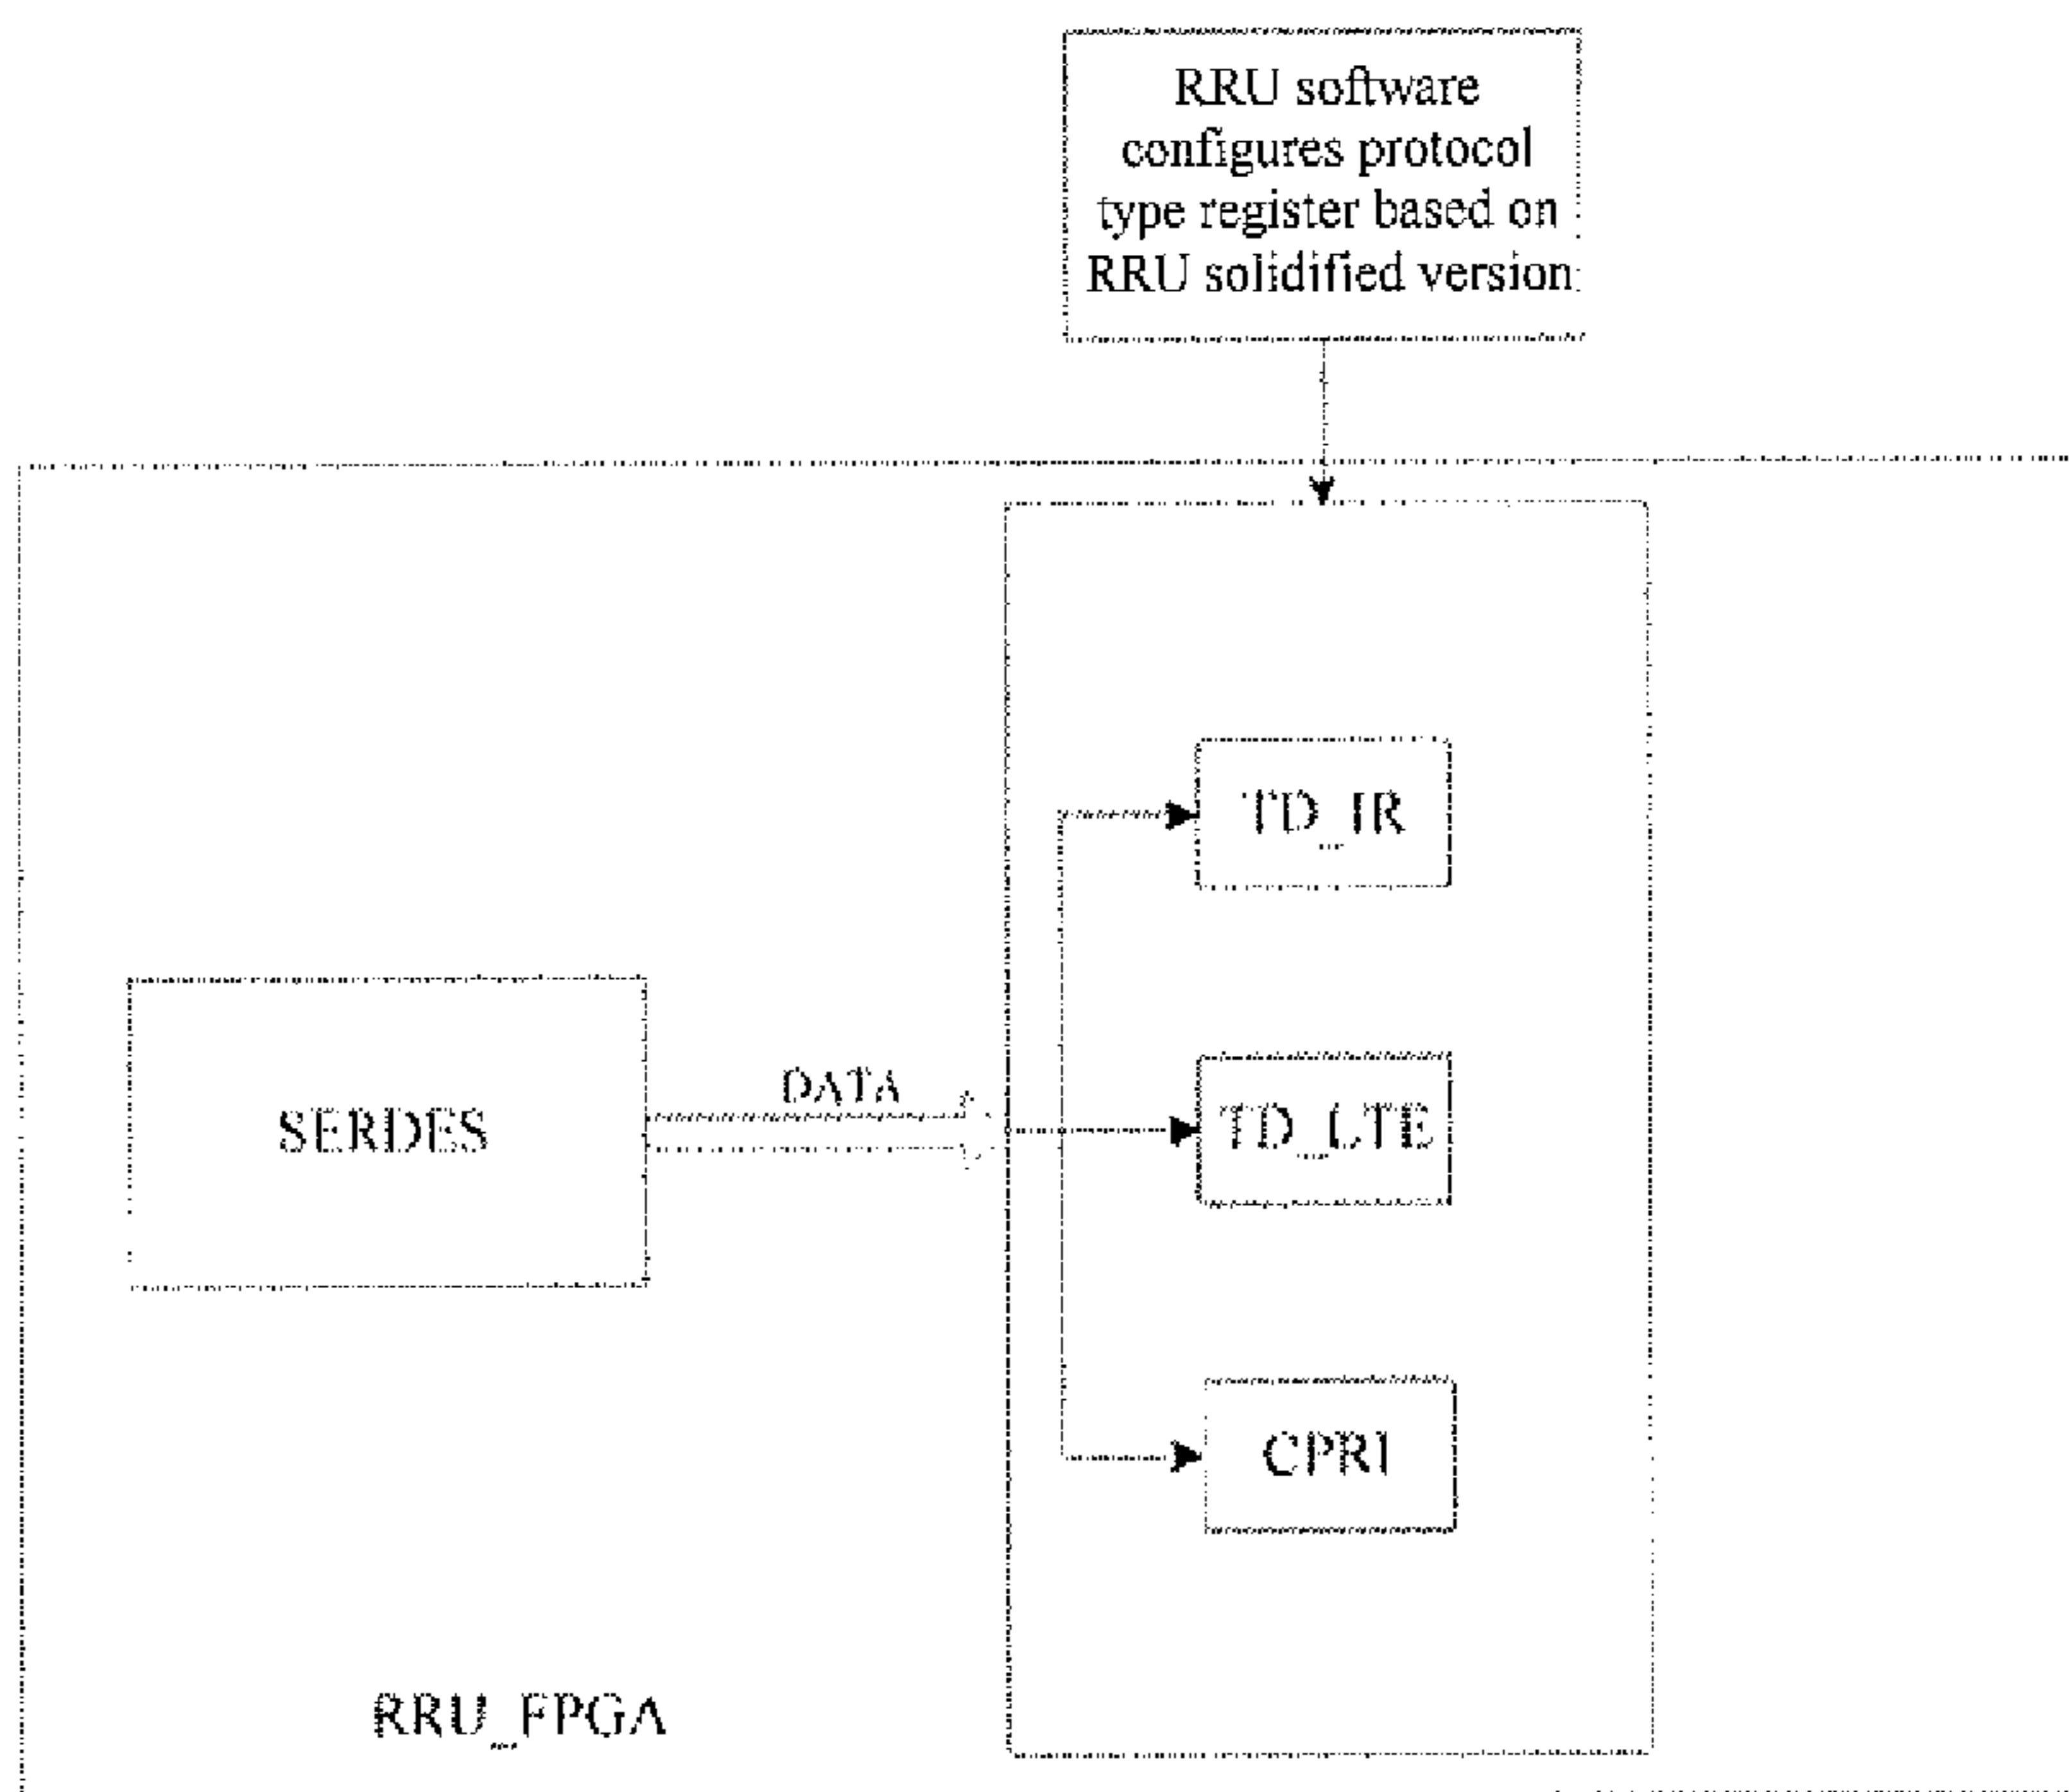 RRU software
configures protocol
type register based on
RRU solidified version
TD_IR
DATA
SERDES
TD_LTE
CPRI
RRU_FPGA